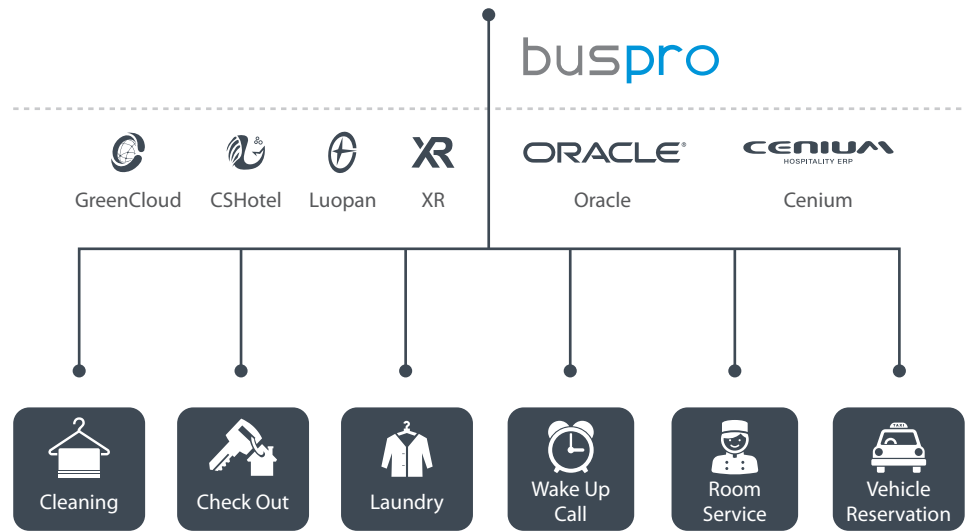 buspro
ORACLE®
CENIUM
HOSPITALITY ERP
XR
GreenCloud CSHotel Luopan XR Oracle Cenium
Cleaning
Check Out
Laundry
Wake Up
Call
Room
Service
TAXI
Vehicle
Reservation